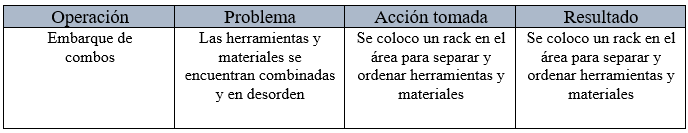 Operación Problema Acción tomada Resultado
Embarque de Las herramientas y Se coloco un rack en el Se coloco un rack en el
combos materiales se área para separar y área para separar y
encuentran combinadas ordenar herramientas y ordenar herramientas y
y en desorden materiales materiales